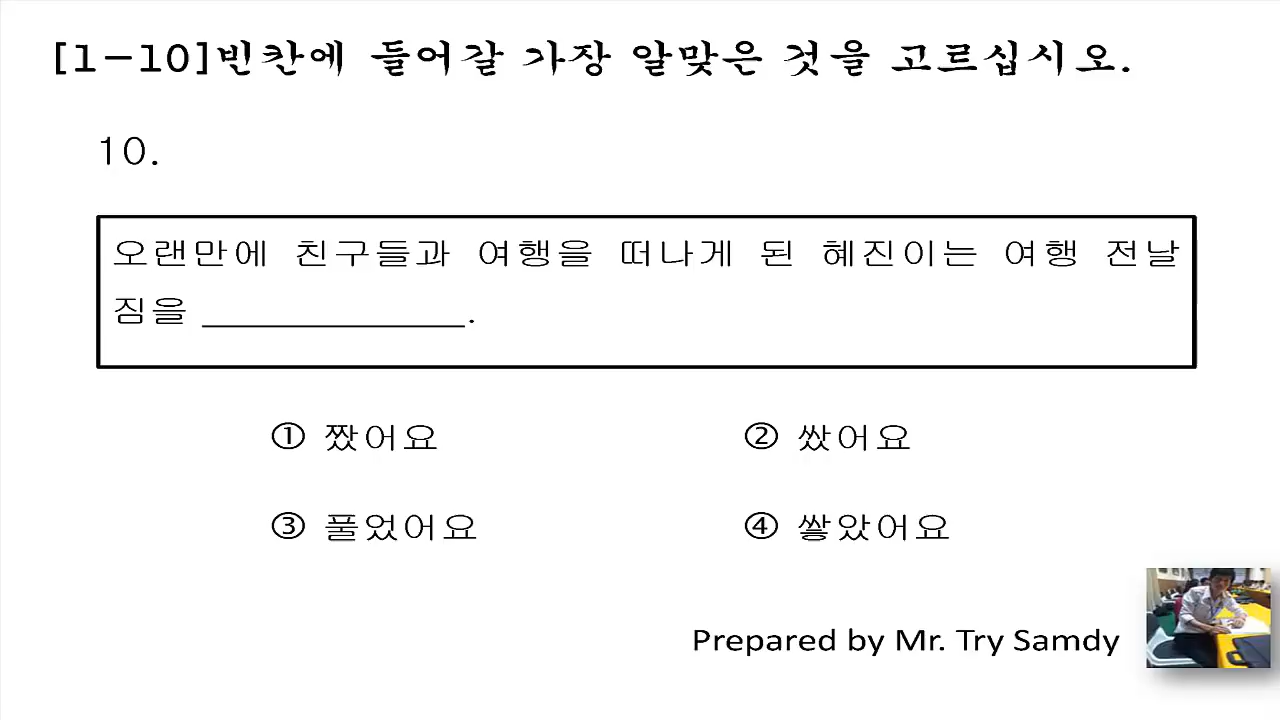 [1-10]빈칸에 들어갈 가장 알맞은 것을 고르십시오.
10.
오랜만에 친구들과 여행을 떠나게 된 혜진이는 여행 전날
짐을 ______________.
① 짰어요
② 쌌어요
③ 풀었어요
④ 쌓았어요
Prepared by Mr. Try Samdy